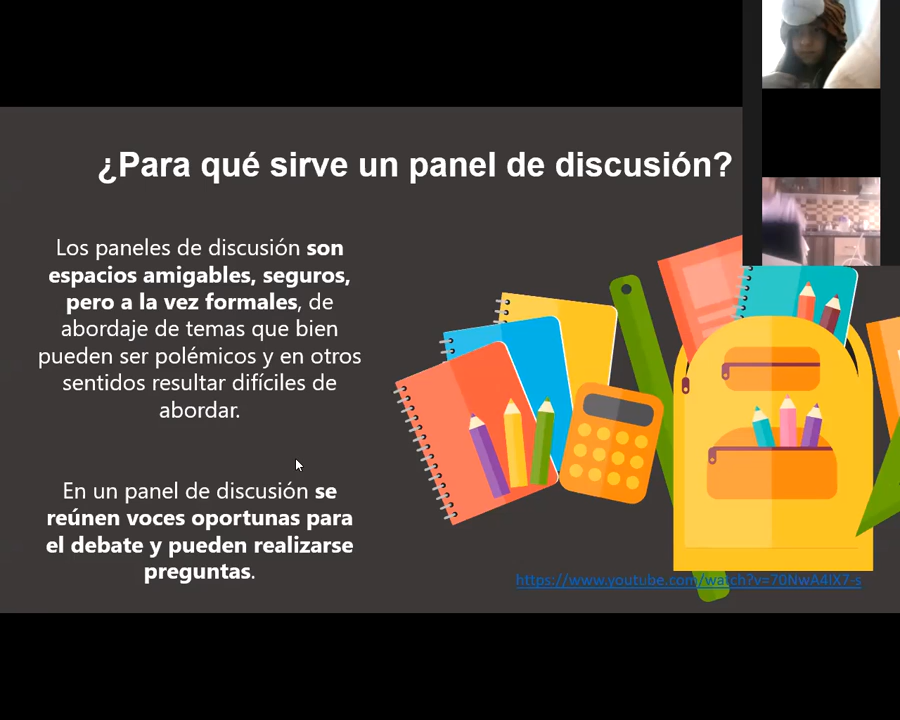 ¿Para qué sirve un panel de discusión?
Los paneles de discusión son
espacios amigables, seguros,
pero a la vez formales, de
abordaje de temas que bien
pueden ser polémicos y en otros
sentidos resultar difíciles de
abordar.
En un panel de discusión se
reúnen voces oportunas para
el debate y pueden realizarse
preguntas.
https://www.youtube.com/watch?v=70NwA4lX7-s